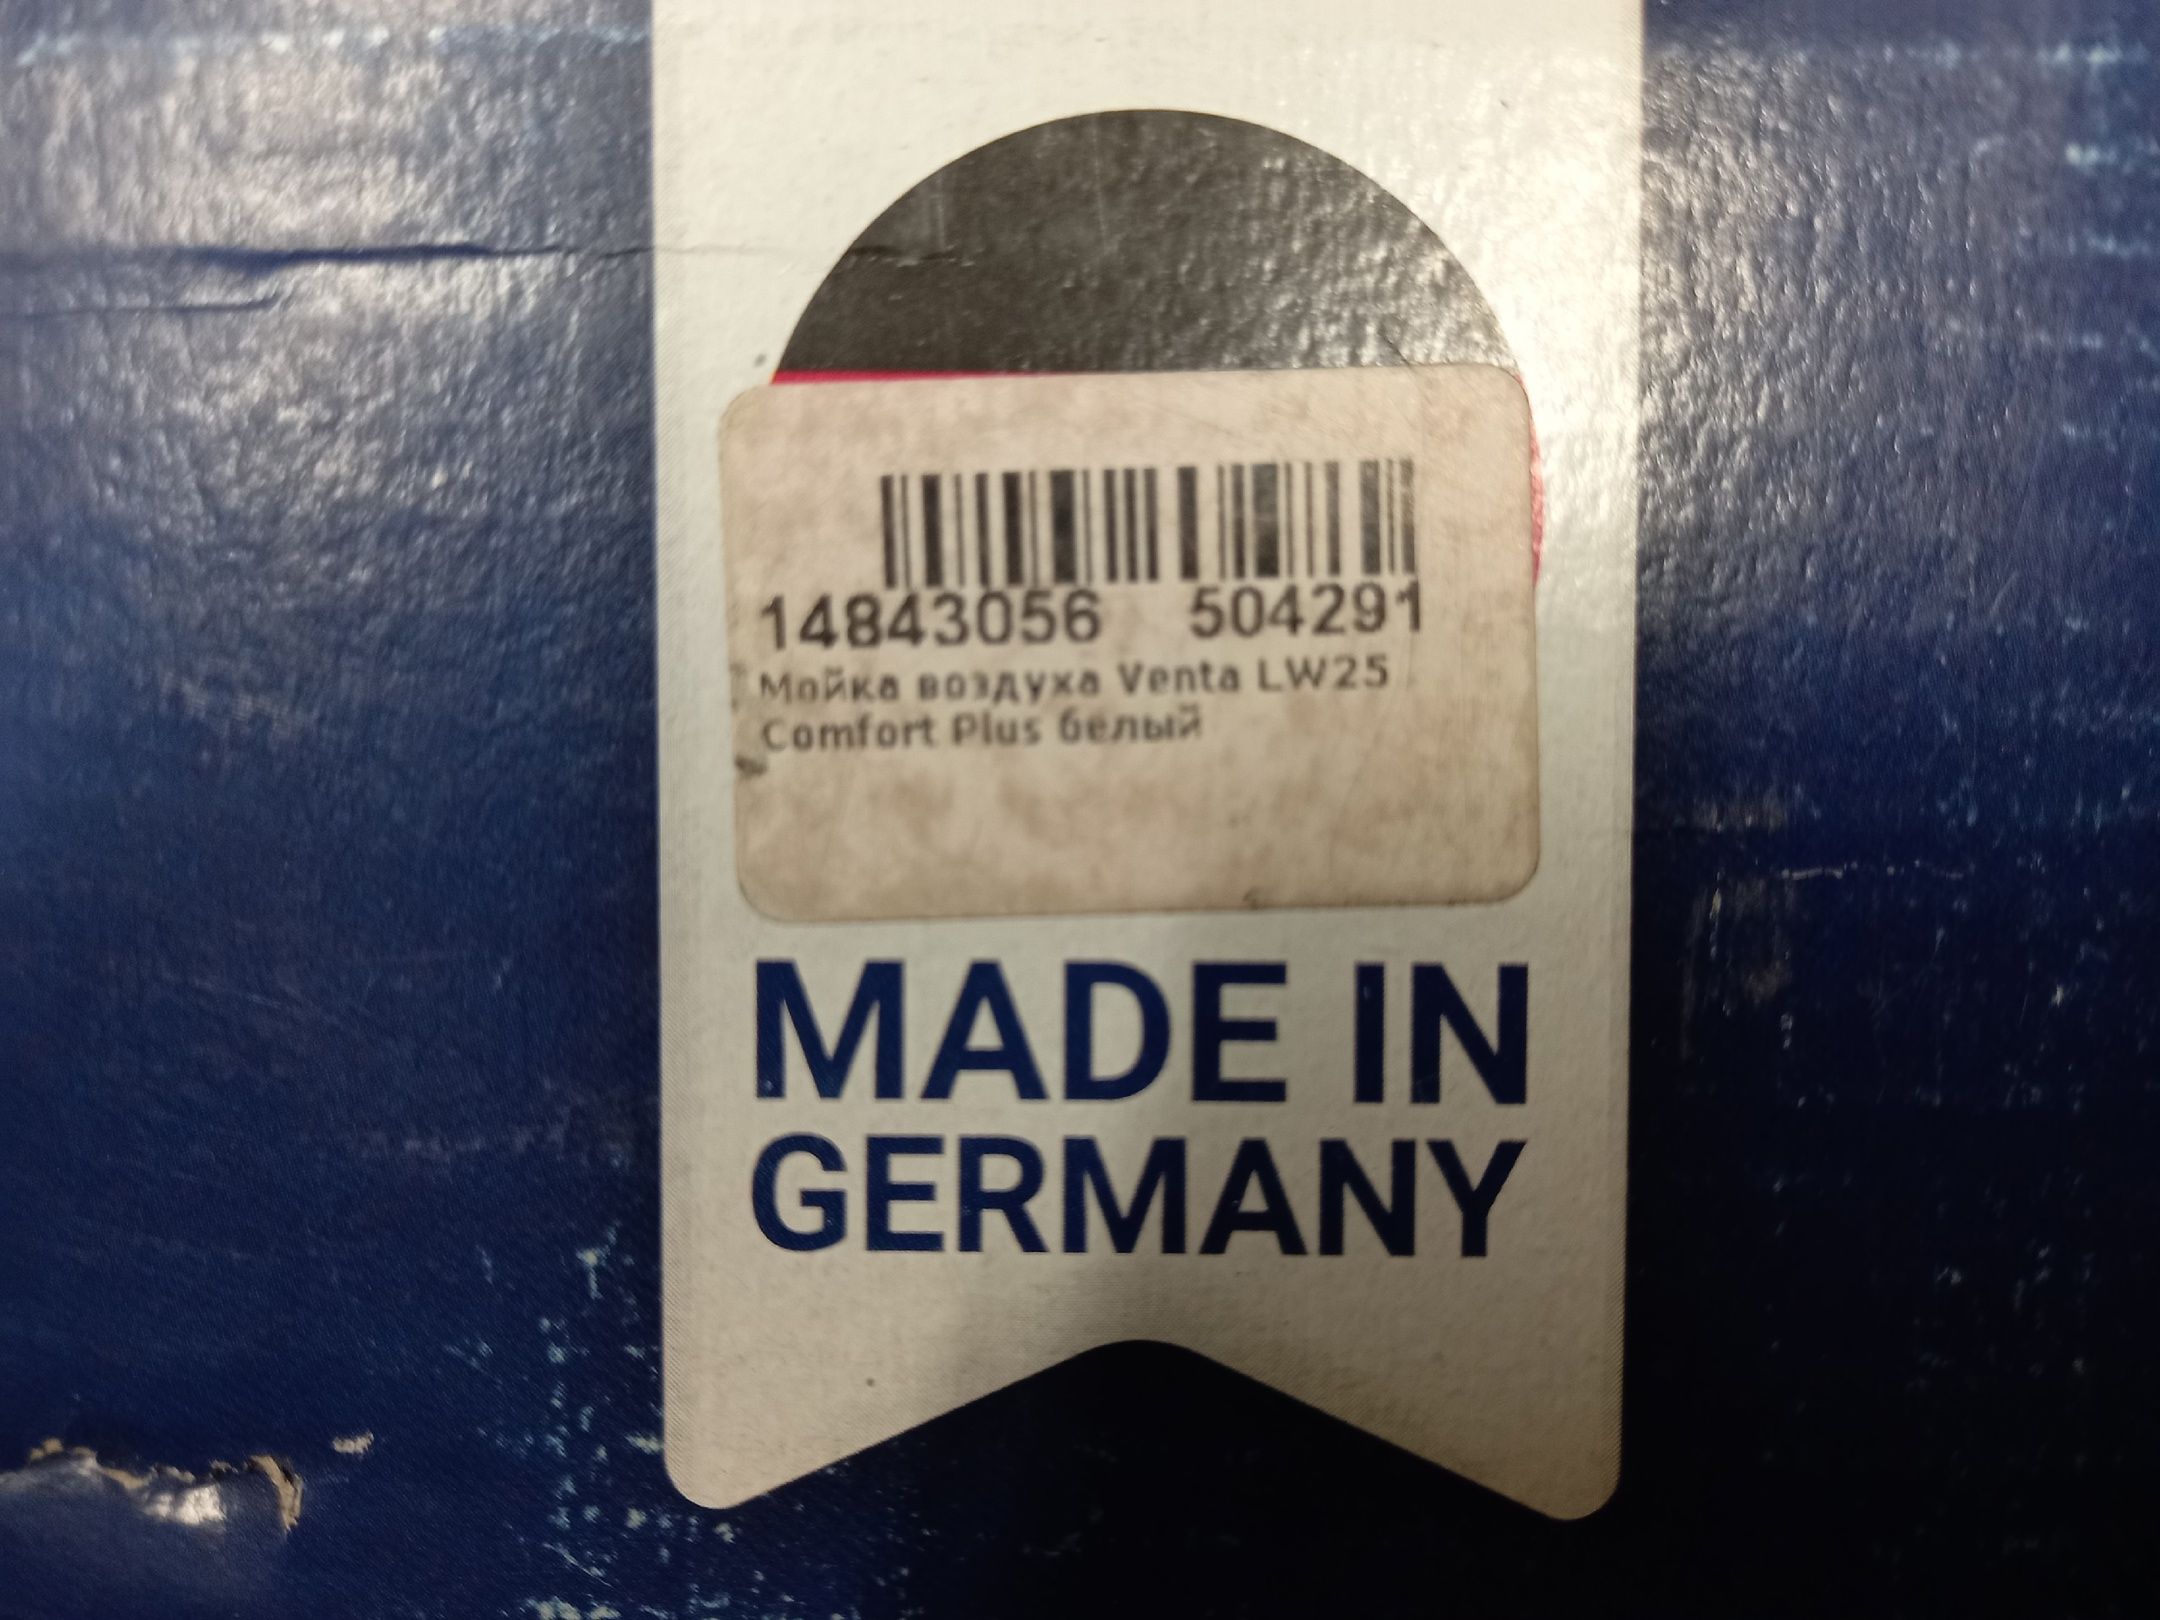 14843056 504291
Мойка воздуха Venta LW25
Comfort Plus белый
MADE IN
GERMANY